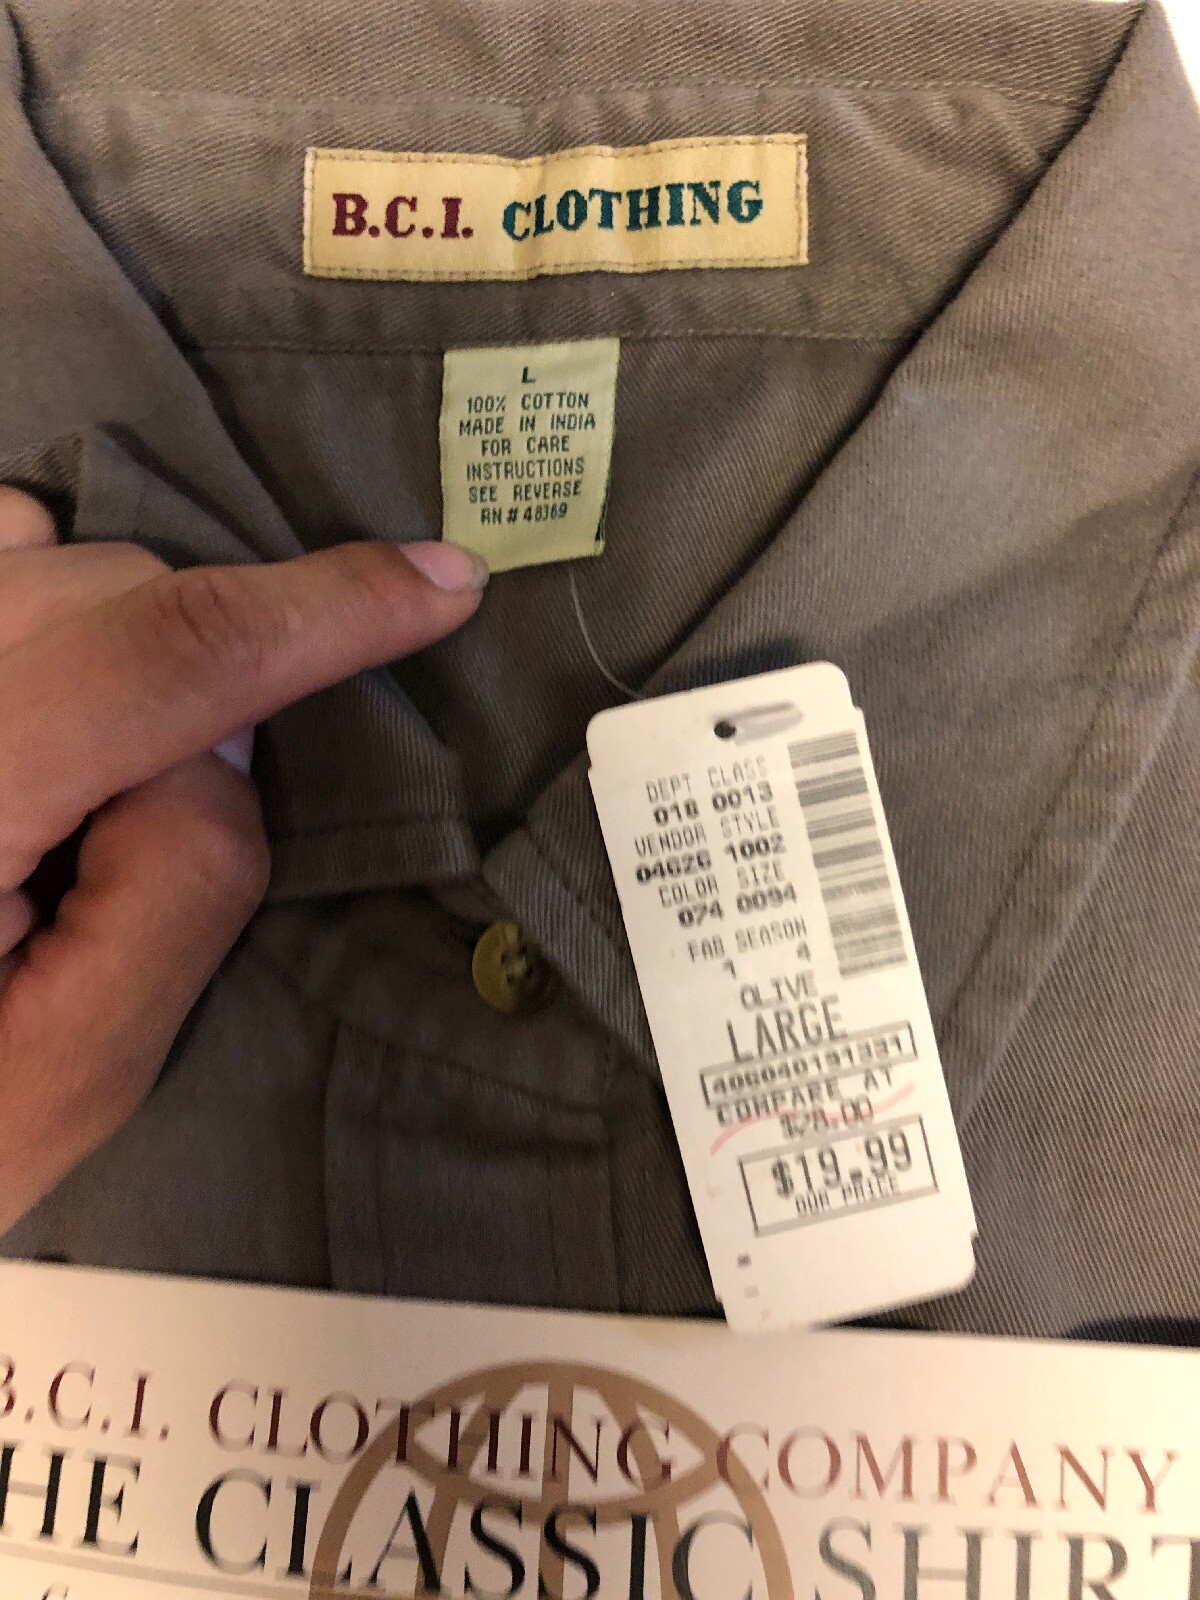 B.C.I. CLOTHING
L
100% COTTON
MADE IN INDIA
FOR CARE
INSTRUCTIONS
SEE REVERSE
RN # 48369
DEPT CLASS
018 0013
VENDOR STYLE
04626 1002
COLOR SIZE
074 0094
FAB SEASON
1 4
OLIVE
LARGE
406040191331
COMPARE AT
$28.00
$19.99
OUR PRICE
B.C.I. CLOTHING COMPANY
HE CLASSIC SHIRT